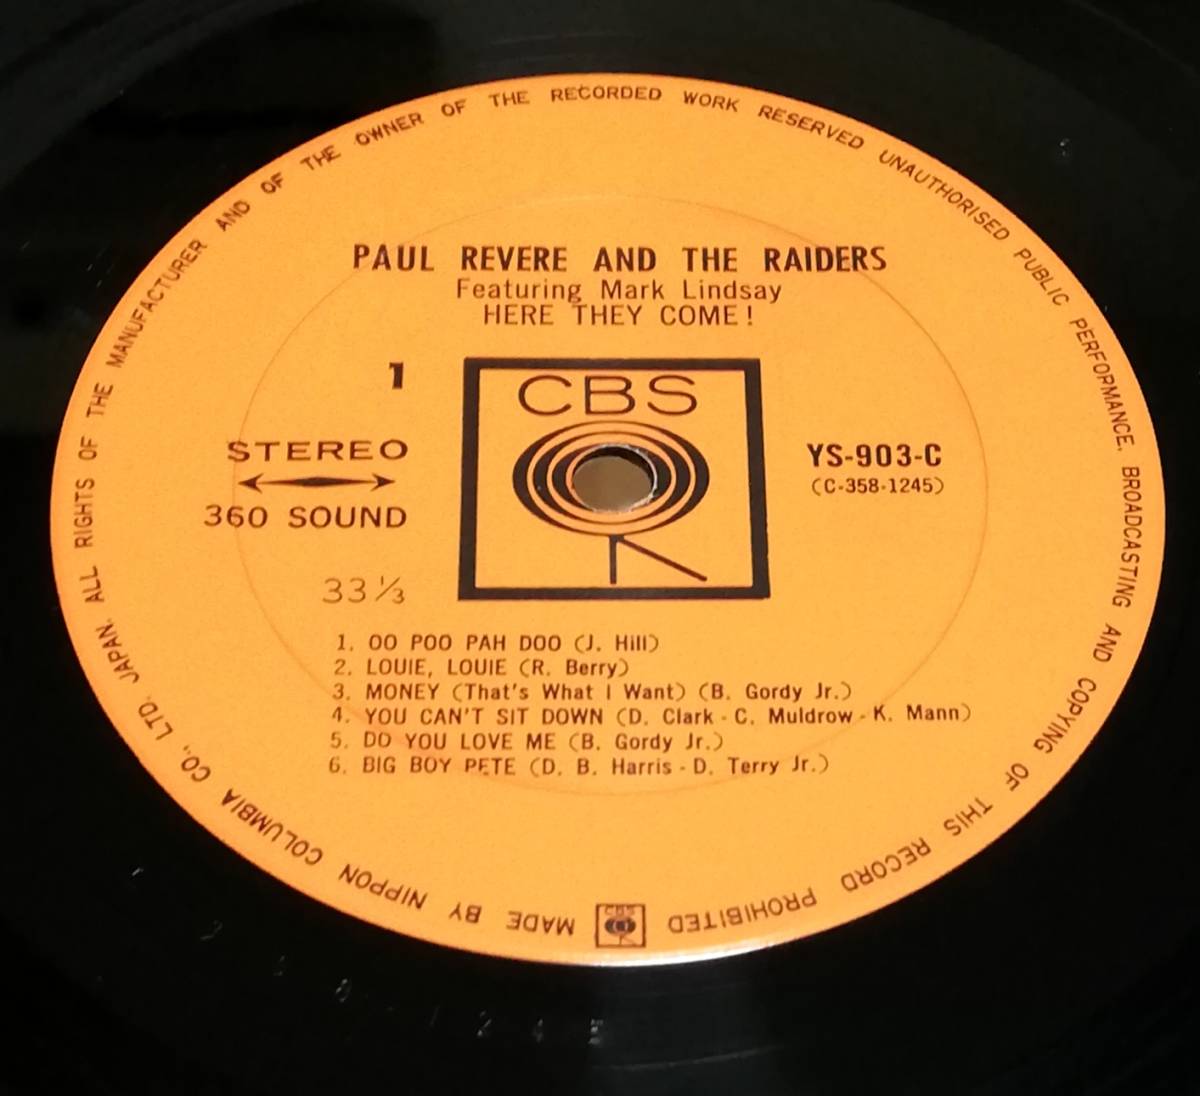 PAUL REVERE AND THE RAIDERS
Featuring Mark Lindsay
HERE THEY COME!
1
CBS
STEREO
360 SOUND
33 ⅓
YS-903-C
(C-358-1245)
1. OO POO PAH DOO (J. Hill)
2. LOUIE, LOUIE (R. Berry)
3. MONEY (That's What I Want) (B. Gordy Jr.)
4. YOU CAN'T SIT DOWN (D. Clark - C. Muldrow - K. Mann)
5. DO YOU LOVE ME (B. Gordy Jr.)
6. BIG BOY PETE (D. B. Harris - D. Terry Jr.)
MADE BY NIPPON COLUMBIA CO., LTD. JAPAN. ALL RIGHTS OF THE MANUFACTURER AND OF THE OWNER OF THE RECORDED WORK RESERVED UNAUTHORISED PUBLIC PERFORMANCE, BROADCASTING AND COPYING OF THIS RECORD PROHIBITED
CBS